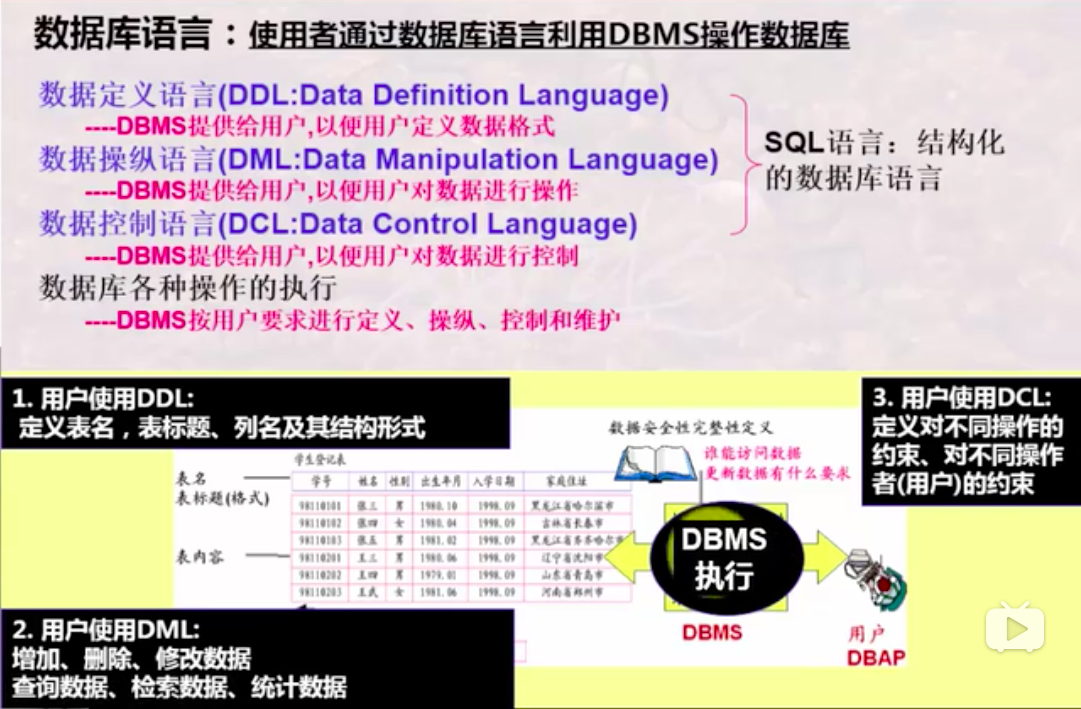 数据库语言：使用者通过数据库语言利用DBMS操作数据库
数据定义语言(DDL:Data Definition Language)
----DBMS提供给用户,以便用户定义数据格式
数据操纵语言(DML:Data Manipulation Language)
----DBMS提供给用户,以便用户对数据进行操作
数据控制语言(DCL:Data Control Language)
----DBMS提供给用户,以便用户对数据进行控制
数据库各种操作的执行
----DBMS按用户要求进行定义、操纵、控制和维护
SQL语言：结构化
的数据库语言
1. 用户使用DDL:
定义表名，表标题、列名及其结构形式
3. 用户使用DCL:
定义对不同操作的
约束、对不同操作
者(用户)的约束
数据安全性完整性定义
谁能访问数据
更新数据有什么要求
学生登记表
表名
表标题(格式)
表内容
学号 姓名 性别 出生年月 入学日期 家庭住址
98110101 张三 男 1980.10 1998.09 黑龙江省哈尔滨市
98110102 张四 女 1980.04 1998.09 吉林省长春市
98110103 张五 男 1981.02 1998.09 黑龙江省齐齐哈尔市
98110201 王三 男 1980.06 1998.09 辽宁省沈阳市
98110202 王四 男 1979.01 1998.09 山东省青岛市
98110203 王武 女 1981.06 1998.09 河南省郑州市
DBMS
执行
DBMS
用户
DBAP
2. 用户使用DML:
增加、删除、修改数据
查询数据、检索数据、统计数据